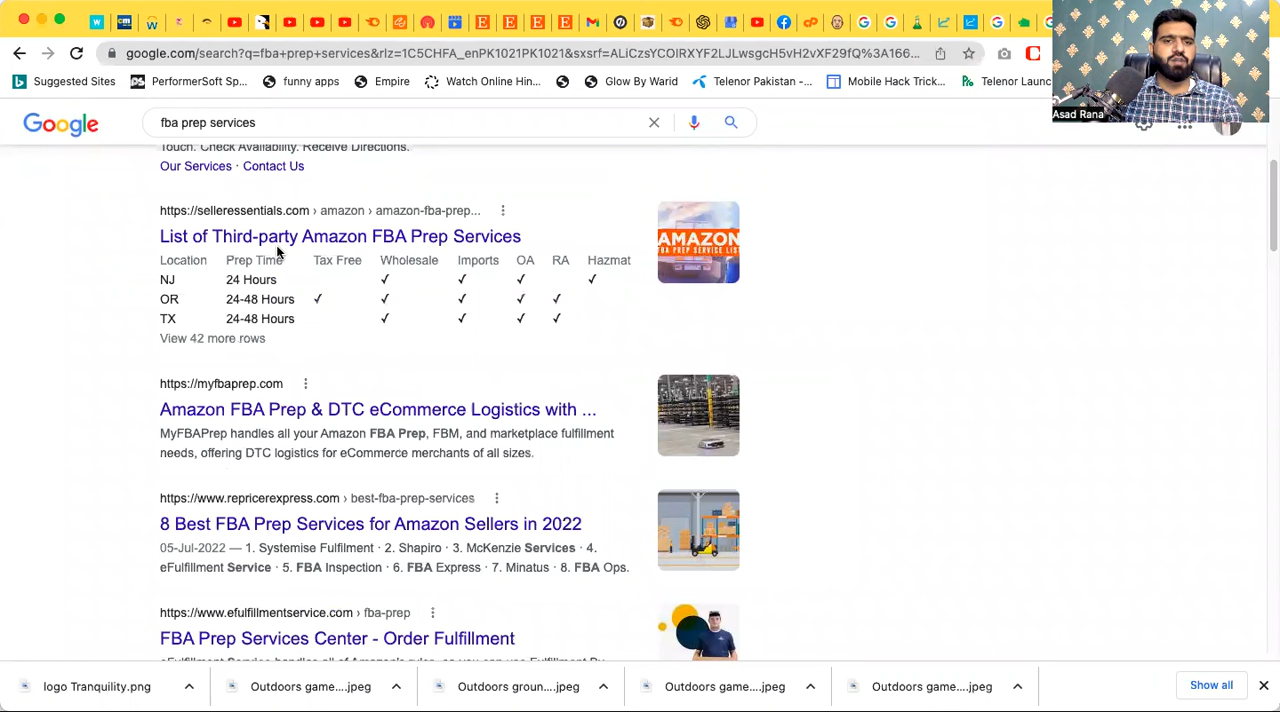 google.com/search?q=fba+prep+services&rlz=1C5CHFA_enPK1021PK1021&sxsrf=ALiCzsYCOlRXYF2LJLwsgcH5vH2vXF29fQ%3A166...
Suggested Sites
PerformerSoft Sp...
funny apps
Empire
Watch Online Hin...
Glow By Warid
Telenor Pakistan -...
Mobile Hack Trick...
Telenor Launc
Asad Rana
Google
fba prep services
Touch. Check Availability. Receive Directions.
Our Services · Contact Us
https://selleressentials.com › amazon › amazon-fba-prep...
List of Third-party Amazon FBA Prep Services
Location Prep Time Tax Free Wholesale Imports OA RA Hazmat
NJ 24 Hours ✓ ✓ ✓ ✓
OR 24-48 Hours ✓ ✓ ✓ ✓ ✓
TX 24-48 Hours ✓ ✓ ✓ ✓
View 42 more rows
AMAZON
FBA PREP SERVICE LIST
https://myfbaprep.com
Amazon FBA Prep & DTC eCommerce Logistics with ...
MyFBAPrep handles all your Amazon FBA Prep, FBM, and marketplace fulfillment
needs, offering DTC logistics for eCommerce merchants of all sizes.
https://www.repricerexpress.com › best-fba-prep-services
8 Best FBA Prep Services for Amazon Sellers in 2022
05-Jul-2022 — 1. Systemise Fulfilment · 2. Shapiro · 3. McKenzie Services · 4.
eFulfillment Service · 5. FBA Inspection · 6. FBA Express · 7. Minatus · 8. FBA Ops.
https://www.efulfillmentservice.com › fba-prep
FBA Prep Services Center - Order Fulfillment
logo Tranquility.png
Outdoors game....jpeg
Outdoors groun....jpeg
Outdoors game....jpeg
Outdoors game....jpeg
Show all